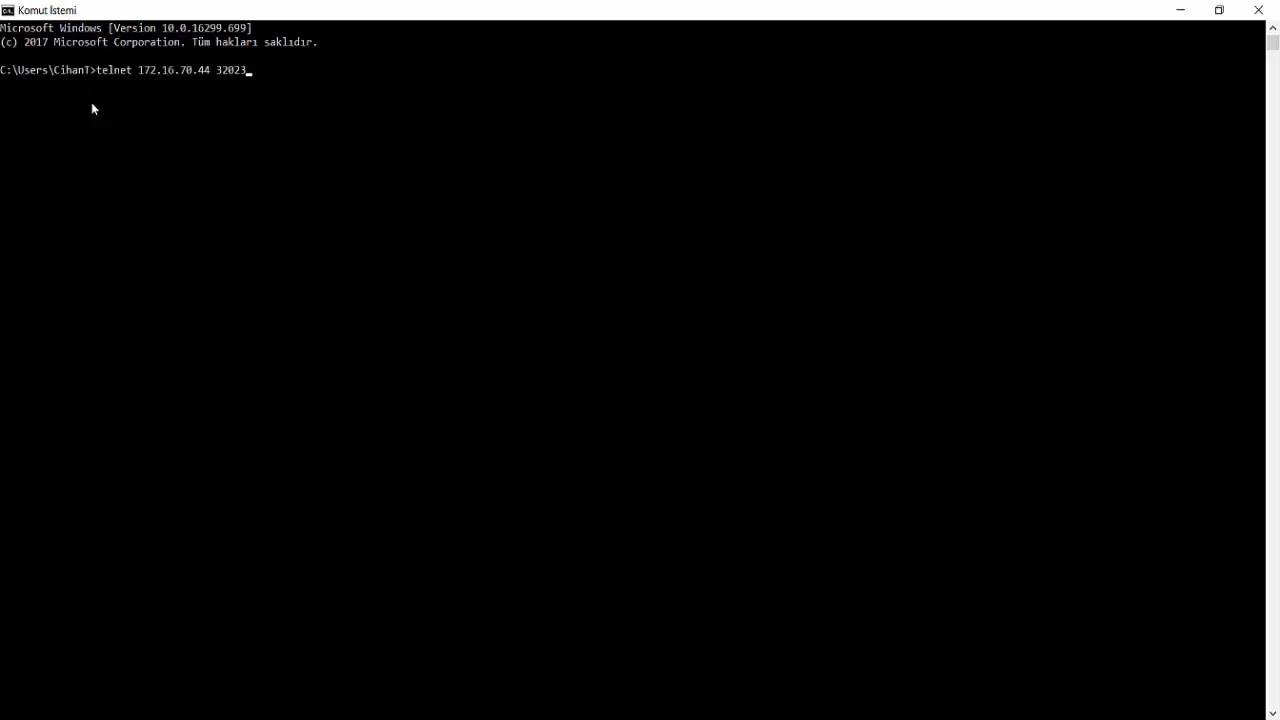 Komut İstemi
Microsoft Windows [Version 10.0.16299.699]
(c) 2017 Microsoft Corporation. Tüm hakları saklıdır.
C:\Users\CihanT>telnet 172.16.70.44 32023